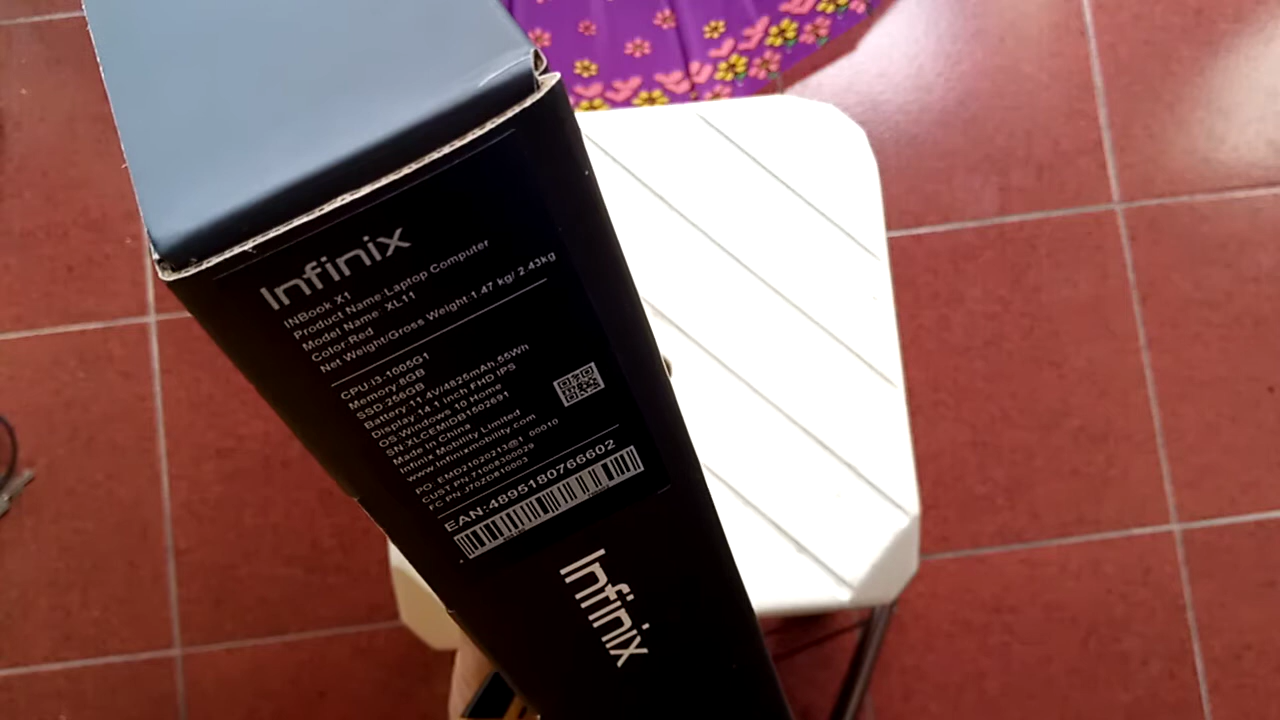 Infinix
INBook X1
Product Name:Laptop Computer
Model Name: XL11
Color:Red
Net Weight/Gross Weight:1.47 kg/ 2.43kg
CPU:i3-1005G1
Memory:8GB
SSD:256GB
Battery:11.4V/4825mAh,55Wh
Display:14.1 inch FHD IPS
OS:Windows 10 Home
SN:XLCEMIDB1502691
Made in China
Infinix Mobility Limited
www.infinixmobility.com
PO: EMD21020213@1_00010
CUST PN:71008300029
FC PN:J70ZD810003
EAN:4895180766602
Infinix